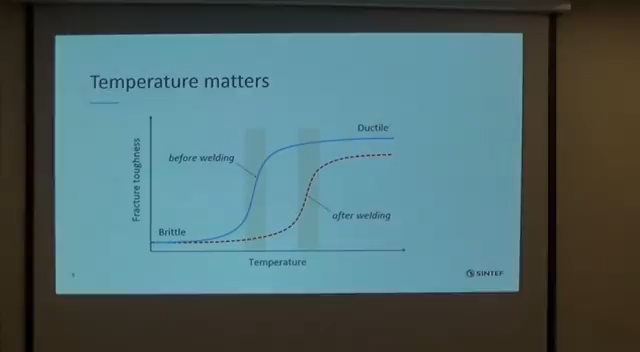 Temperature matters
Ductile
before welding
Fracture toughness
after welding
Brittle
Temperature
SINTEF